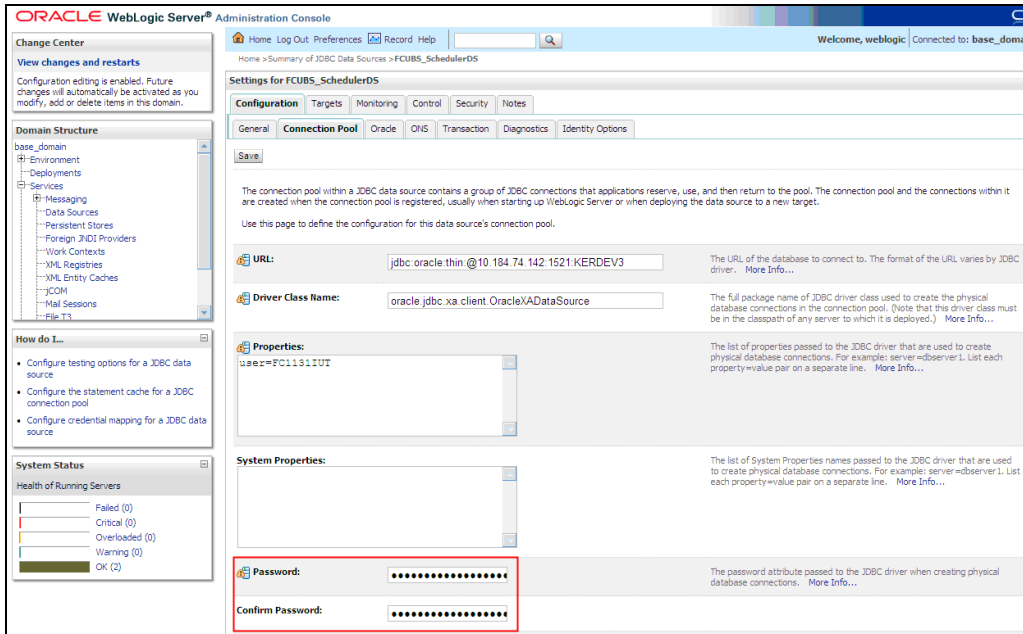 ORACLE WebLogic Server® Administration Console
Change Center
View changes and restarts
Configuration editing is enabled. Future
changes will automatically be activated as you
modify, add or delete items in this domain.
Domain Structure
base_domain
Environment
Deployments
Services
Messaging
Data Sources
Persistent Stores
Foreign JNDI Providers
Work Contexts
XML Registries
XML Entity Caches
jCOM
Mail Sessions
File T3
How do I...
Configure testing options for a JDBC data
source
Configure the statement cache for a JDBC
connection pool
Configure credential mapping for a JDBC data
source
System Status
Health of Running Servers
Failed (0)
Critical (0)
Overloaded (0)
Warning (0)
OK (2)
Home Log Out Preferences Record Help
Welcome, weblogic Connected to: base_doma
Home >Summary of JDBC Data Sources >FCUBS_SchedulerDS
Settings for FCUBS_SchedulerDS
Configuration Targets Monitoring Control Security Notes
General Connection Pool Oracle ONS Transaction Diagnostics Identity Options
Save
The connection pool within a JDBC data source contains a group of JDBC connections that applications reserve, use, and then return to the pool. The connection pool and the connections within it
are created when the connection pool is registered, usually when starting up WebLogic Server or when deploying the data source to a new target.
Use this page to define the configuration for this data source's connection pool.
URL:
jdbc:oracle:thin:@10.184.74.142:1521:KERDEV3
The URL of the database to connect to. The format of the URL varies by JDBC
driver. More Info...
Driver Class Name:
oracle.jdbc.xa.client.OracleXADataSource
The full package name of JDBC driver class used to create the physical
database connections in the connection pool. (Note that this driver class must
be in the classpath of any server to which it is deployed.) More Info...
Properties:
user=FC1131IUT
The list of properties passed to the JDBC driver that are used to create
physical database connections. For example: server=dbserver1. List each
property=value pair on a separate line. More Info...
System Properties:
The list of System Properties names passed to the JDBC driver that are used
to create physical database connections. For example: server=dbserver1. List
each property=value pair on a separate line. More Info...
Password:
The password attribute passed to the JDBC driver when creating physical
database connections. More Info...
Confirm Password: